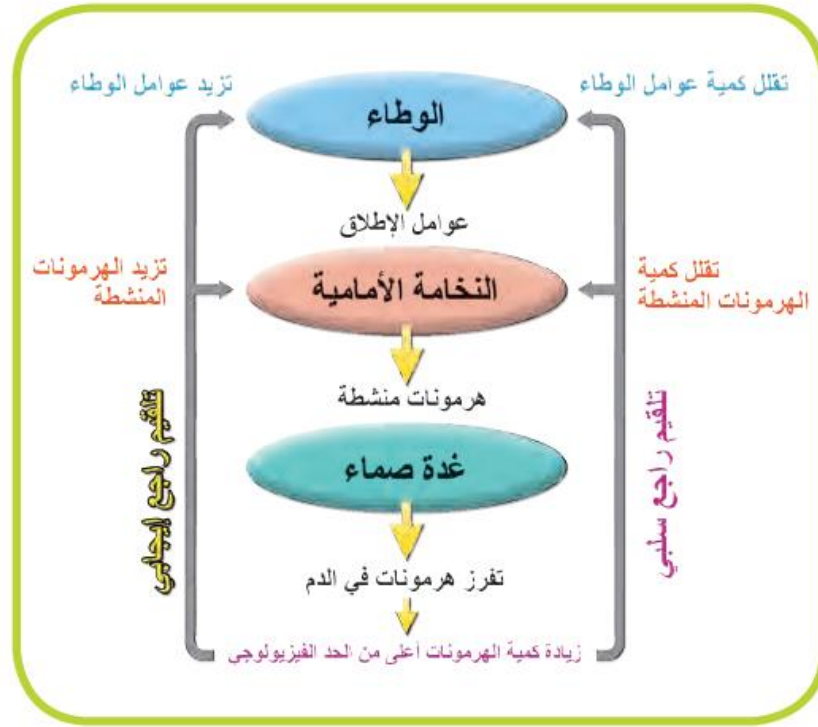 تقلل كمية عوامل الوطاء
تزيد عوامل الوطاء
الوطاء
عوامل الإطلاق
تقلل كمية
الهرمونات المنشطة
النخامة الأمامية
تزيد الهرمونات
المنشطة
هرمونات منشطة
تلقيم راجع سلبي
غدة صماء
تلقيم راجع إيجابي
تفرز هرمونات في الدم
زيادة كمية الهرمونات أعلى من الحد الفيزيولوجي